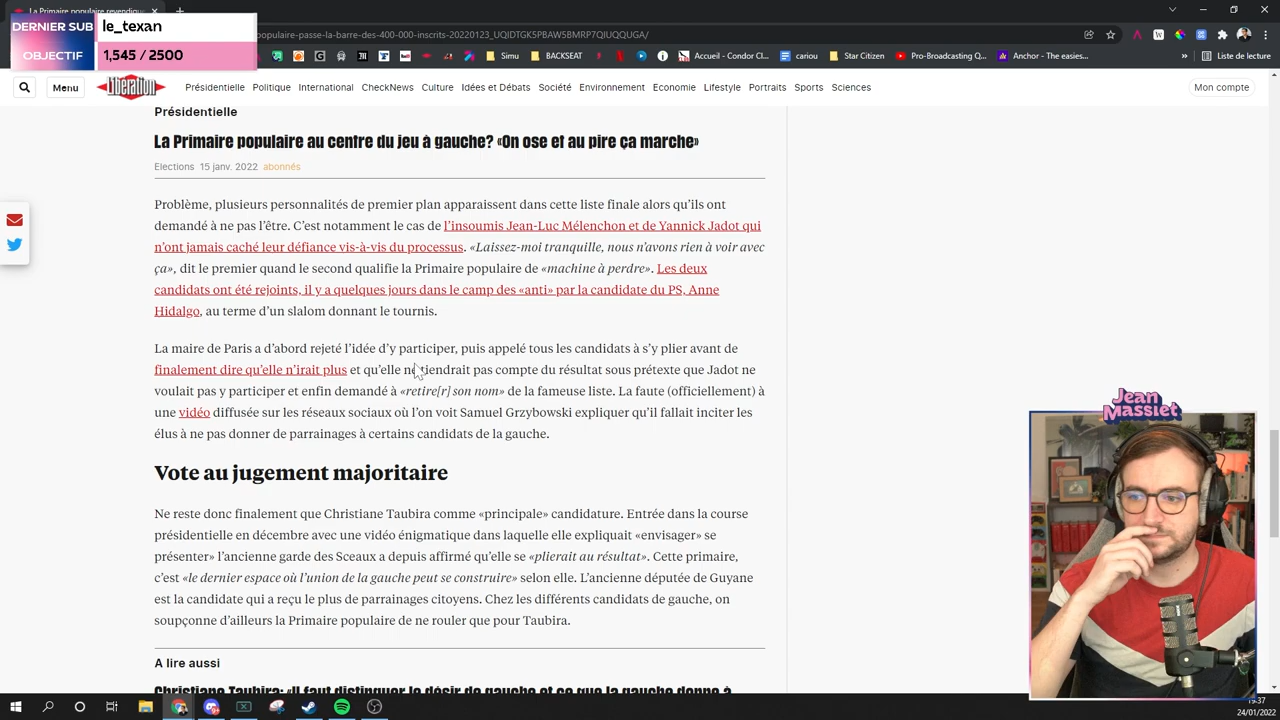 La Primaire populaire revendiqu
DERNIER SUB
le_texan
OBJECTIF
1,545 / 2500
opulaire-passe-la-barre-des-400-000-inscrits-20220123_UQIDTGK5PBAW5BMRP7QIUQQUGA/
Simu
BACKSEAT
Accueil - Condor Ca...
cariou
Star Citizen
Pro-Broadcasting Q...
Anchor - The easies...
Liste de lecture
Menu
Libération
Présidentielle
Politique
International
CheckNews
Culture
Idées et Débats
Société
Environnement
Economie
Lifestyle
Portraits
Sports
Sciences
Mon compte
Présidentielle
La Primaire populaire au centre du jeu à gauche? «On ose et au pire ça marche»
Elections 15 janv. 2022 abonnés
Problème, plusieurs personnalités de premier plan apparaissent dans cette liste finale alors qu’ils ont
demandé à ne pas l’être. C’est notamment le cas de l’insoumis Jean-Luc Mélenchon et de Yannick Jadot qui
n’ont jamais caché leur défiance vis-à-vis du processus. «Laissez-moi tranquille, nous n’avons rien à voir avec
ça», dit le premier quand le second qualifie la Primaire populaire de «machine à perdre». Les deux
candidats ont été rejoints, il y a quelques jours dans le camp des «anti» par la candidate du PS, Anne
Hidalgo, au terme d’un slalom donnant le tournis.
La maire de Paris a d’abord rejeté l’idée d’y participer, puis appelé tous les candidats à s’y plier avant de
finalement dire qu’elle n’irait plus et qu’elle ne tiendrait pas compte du résultat sous prétexte que Jadot ne
voulait pas y participer et enfin demandé à «retire[r] son nom» de la fameuse liste. La faute (officiellement) à
une vidéo diffusée sur les réseaux sociaux où l’on voit Samuel Grzybowski expliquer qu’il fallait inciter les
élus à ne pas donner de parrainages à certains candidats de la gauche.
Vote au jugement majoritaire
Ne reste donc finalement que Christiane Taubira comme «principale» candidature. Entrée dans la course
présidentielle en décembre avec une vidéo énigmatique dans laquelle elle expliquait «envisager» se
présenter» l’ancienne garde des Sceaux a depuis affirmé qu’elle se «plierait au résultat». Cette primaire,
c’est «le dernier espace où l’union de la gauche peut se construire» selon elle. L’ancienne députée de Guyane
est la candidate qui a reçu le plus de parrainages citoyens. Chez les différents candidats de gauche, on
soupçonne d’ailleurs la Primaire populaire de ne rouler que pour Taubira.
A lire aussi
Christiane Taubira: «Il faut distinguer le désir de gauche et ce que la gauche donne à
Jean
Massiet
19:37
24/01/2022